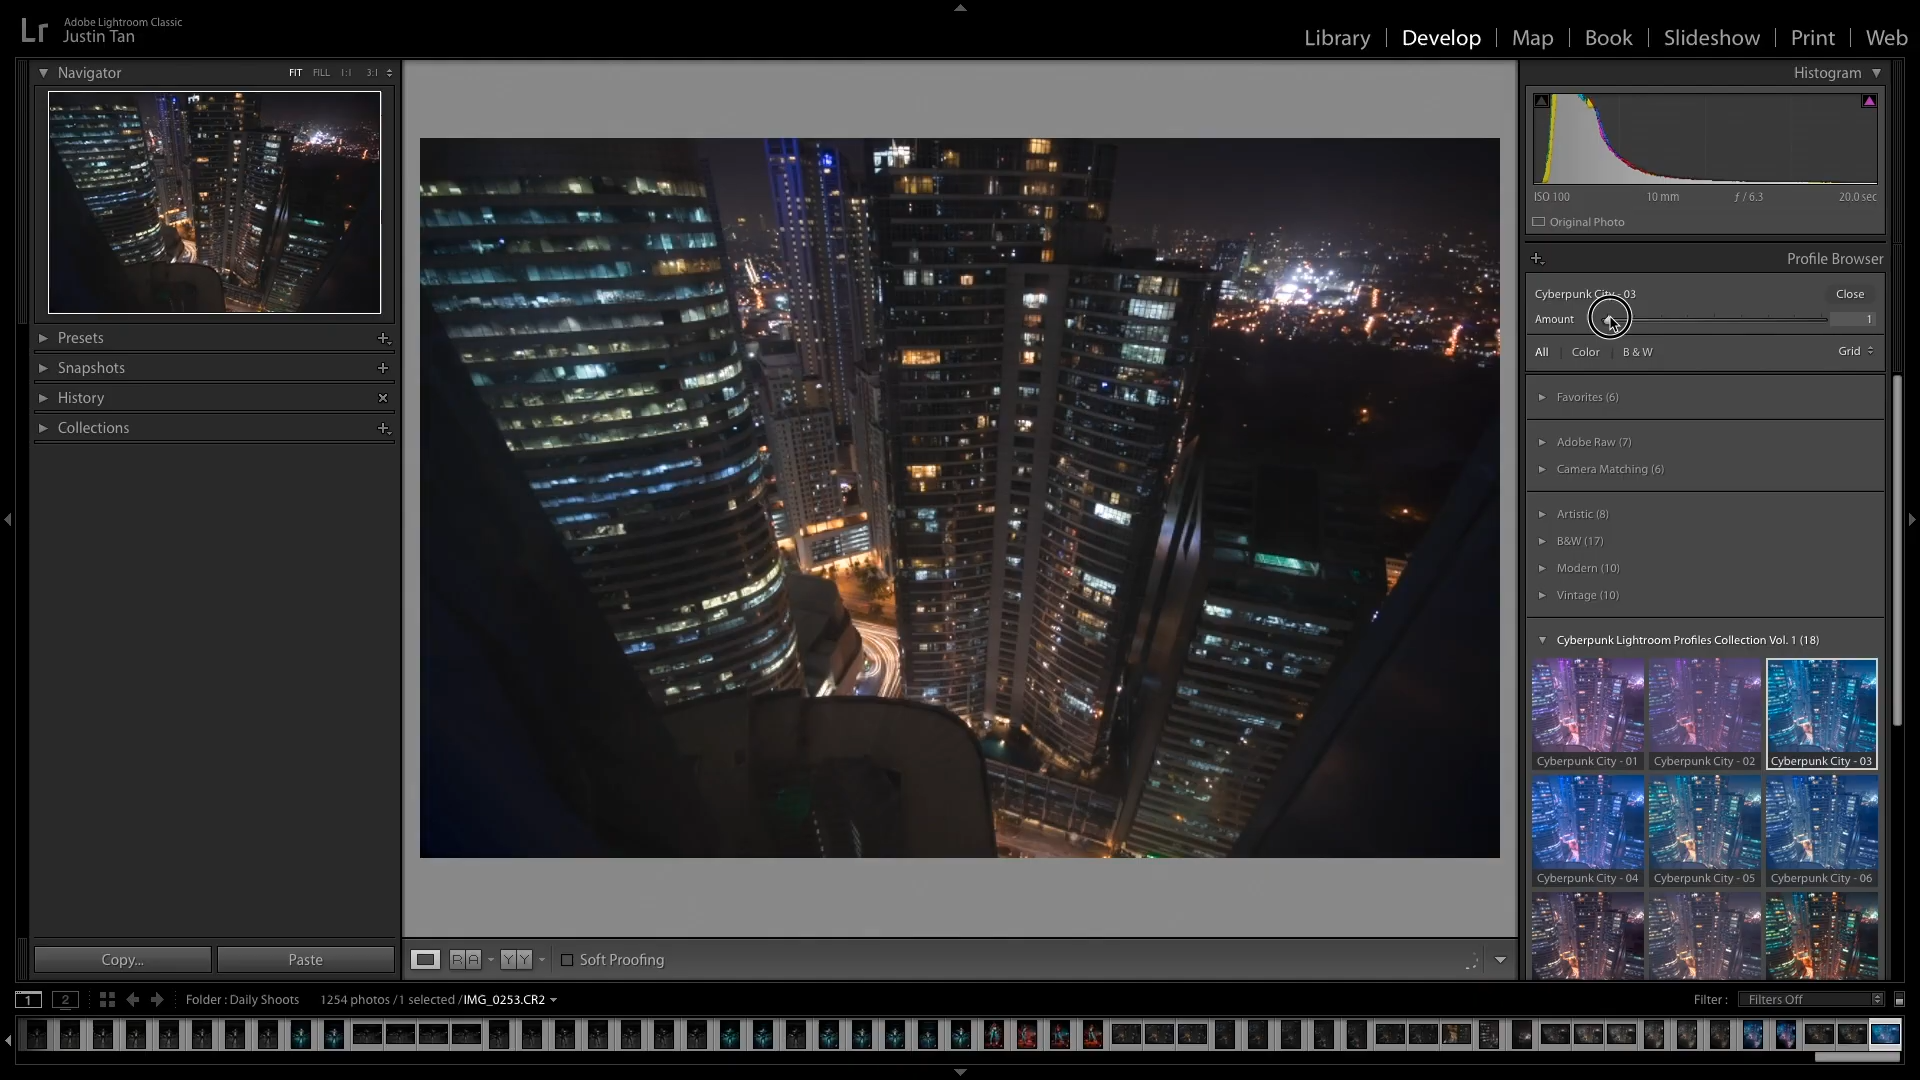 Lr
Adobe Lightroom Classic
Justin Tan
Library | Develop | Map | Book | Slideshow | Print | Web
Navigator
FIT FILL 1:1 3:1
Presets
Snapshots
History
Collections
Copy...
Paste
R A
Y Y
Soft Proofing
Histogram
ISO 100 10 mm ƒ / 6.3 20.0 sec
Original Photo
Profile Browser
Cyberpunk City - 03 Close
Amount 1
All | Color | B & W Grid
Favorites (6)
Adobe Raw (7)
Camera Matching (6)
Artistic (8)
B&W (17)
Modern (10)
Vintage (10)
Cyberpunk Lightroom Profiles Collection Vol. 1 (18)
Cyberpunk City - 01 Cyberpunk City - 02 Cyberpunk City - 03
Cyberpunk City - 04 Cyberpunk City - 05 Cyberpunk City - 06
1 2 Folder : Daily Shoots 1254 photos / 1 selected / IMG_0253.CR2 Filter : Filters Off